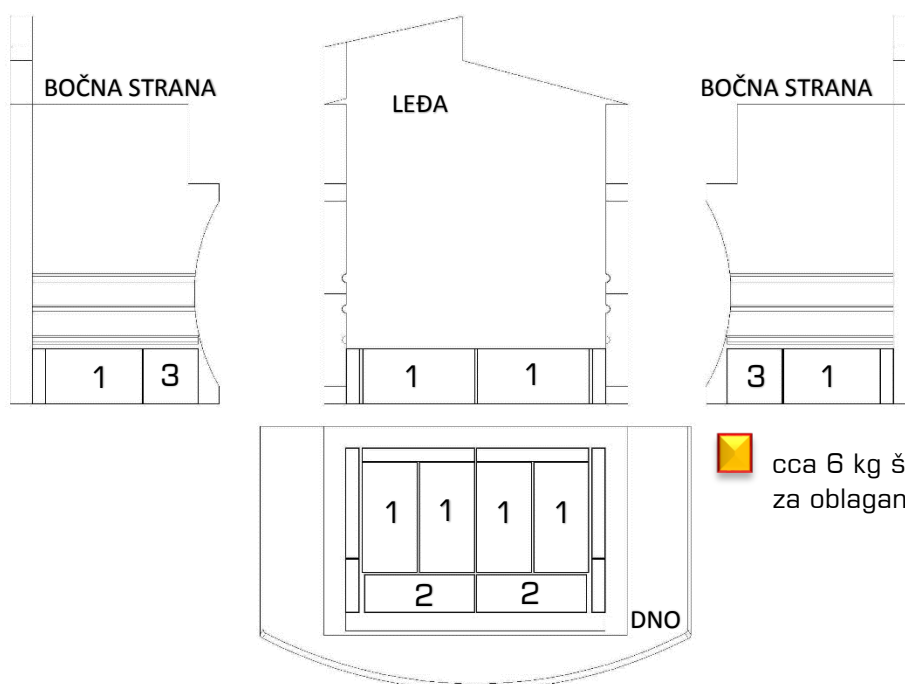 BOČNA STRANA
LEĐA
BOČNA STRANA
1 3
1 1
3 1
cca 6 kg
za
1 1 1 1
2 2
DNO